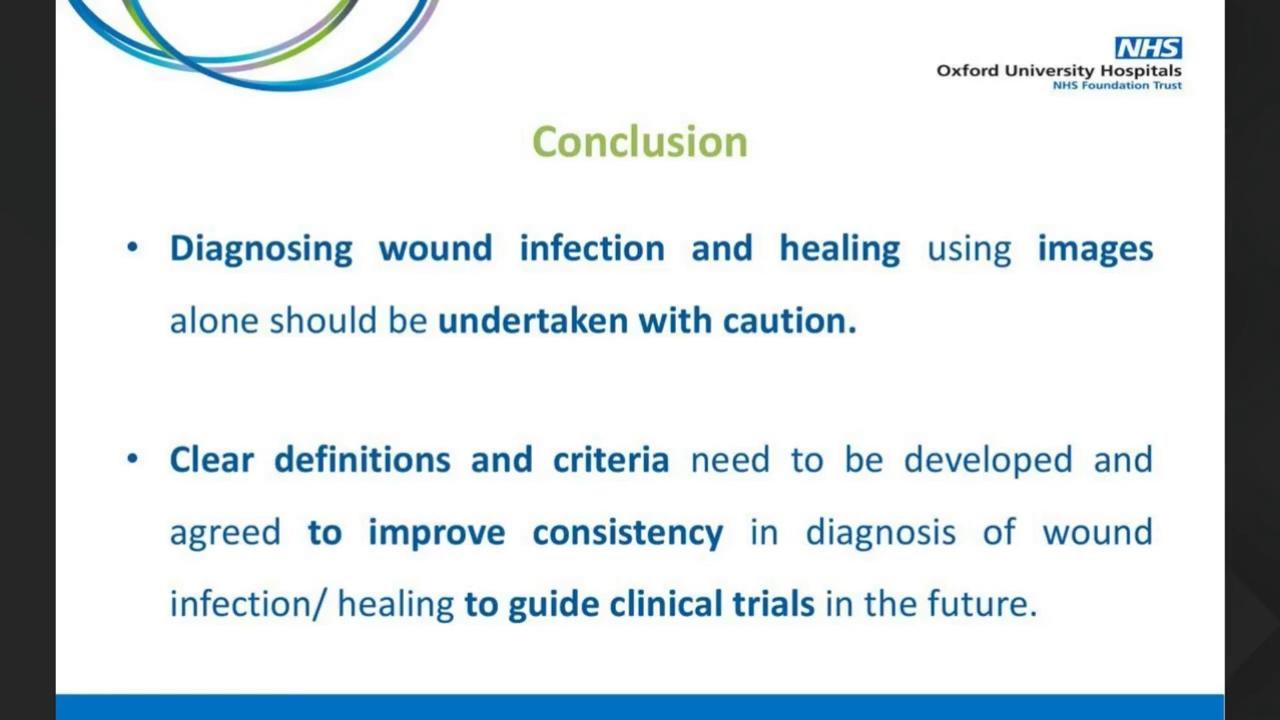 NHS
Oxford University Hospitals
NHS Foundation Trust
Conclusion
• Diagnosing wound infection and healing using images
alone should be undertaken with caution.
• Clear definitions and criteria need to be developed and
agreed to improve consistency in diagnosis of wound
infection/ healing to guide clinical trials in the future.